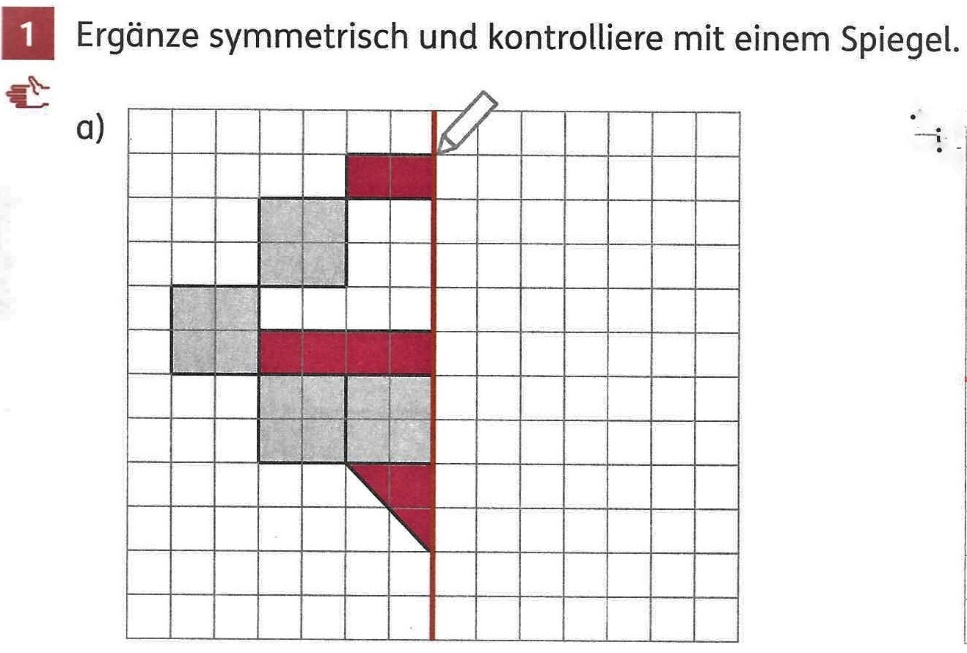 1 Ergänze symmetrisch und kontrolliere mit einem Spiegel.
a)